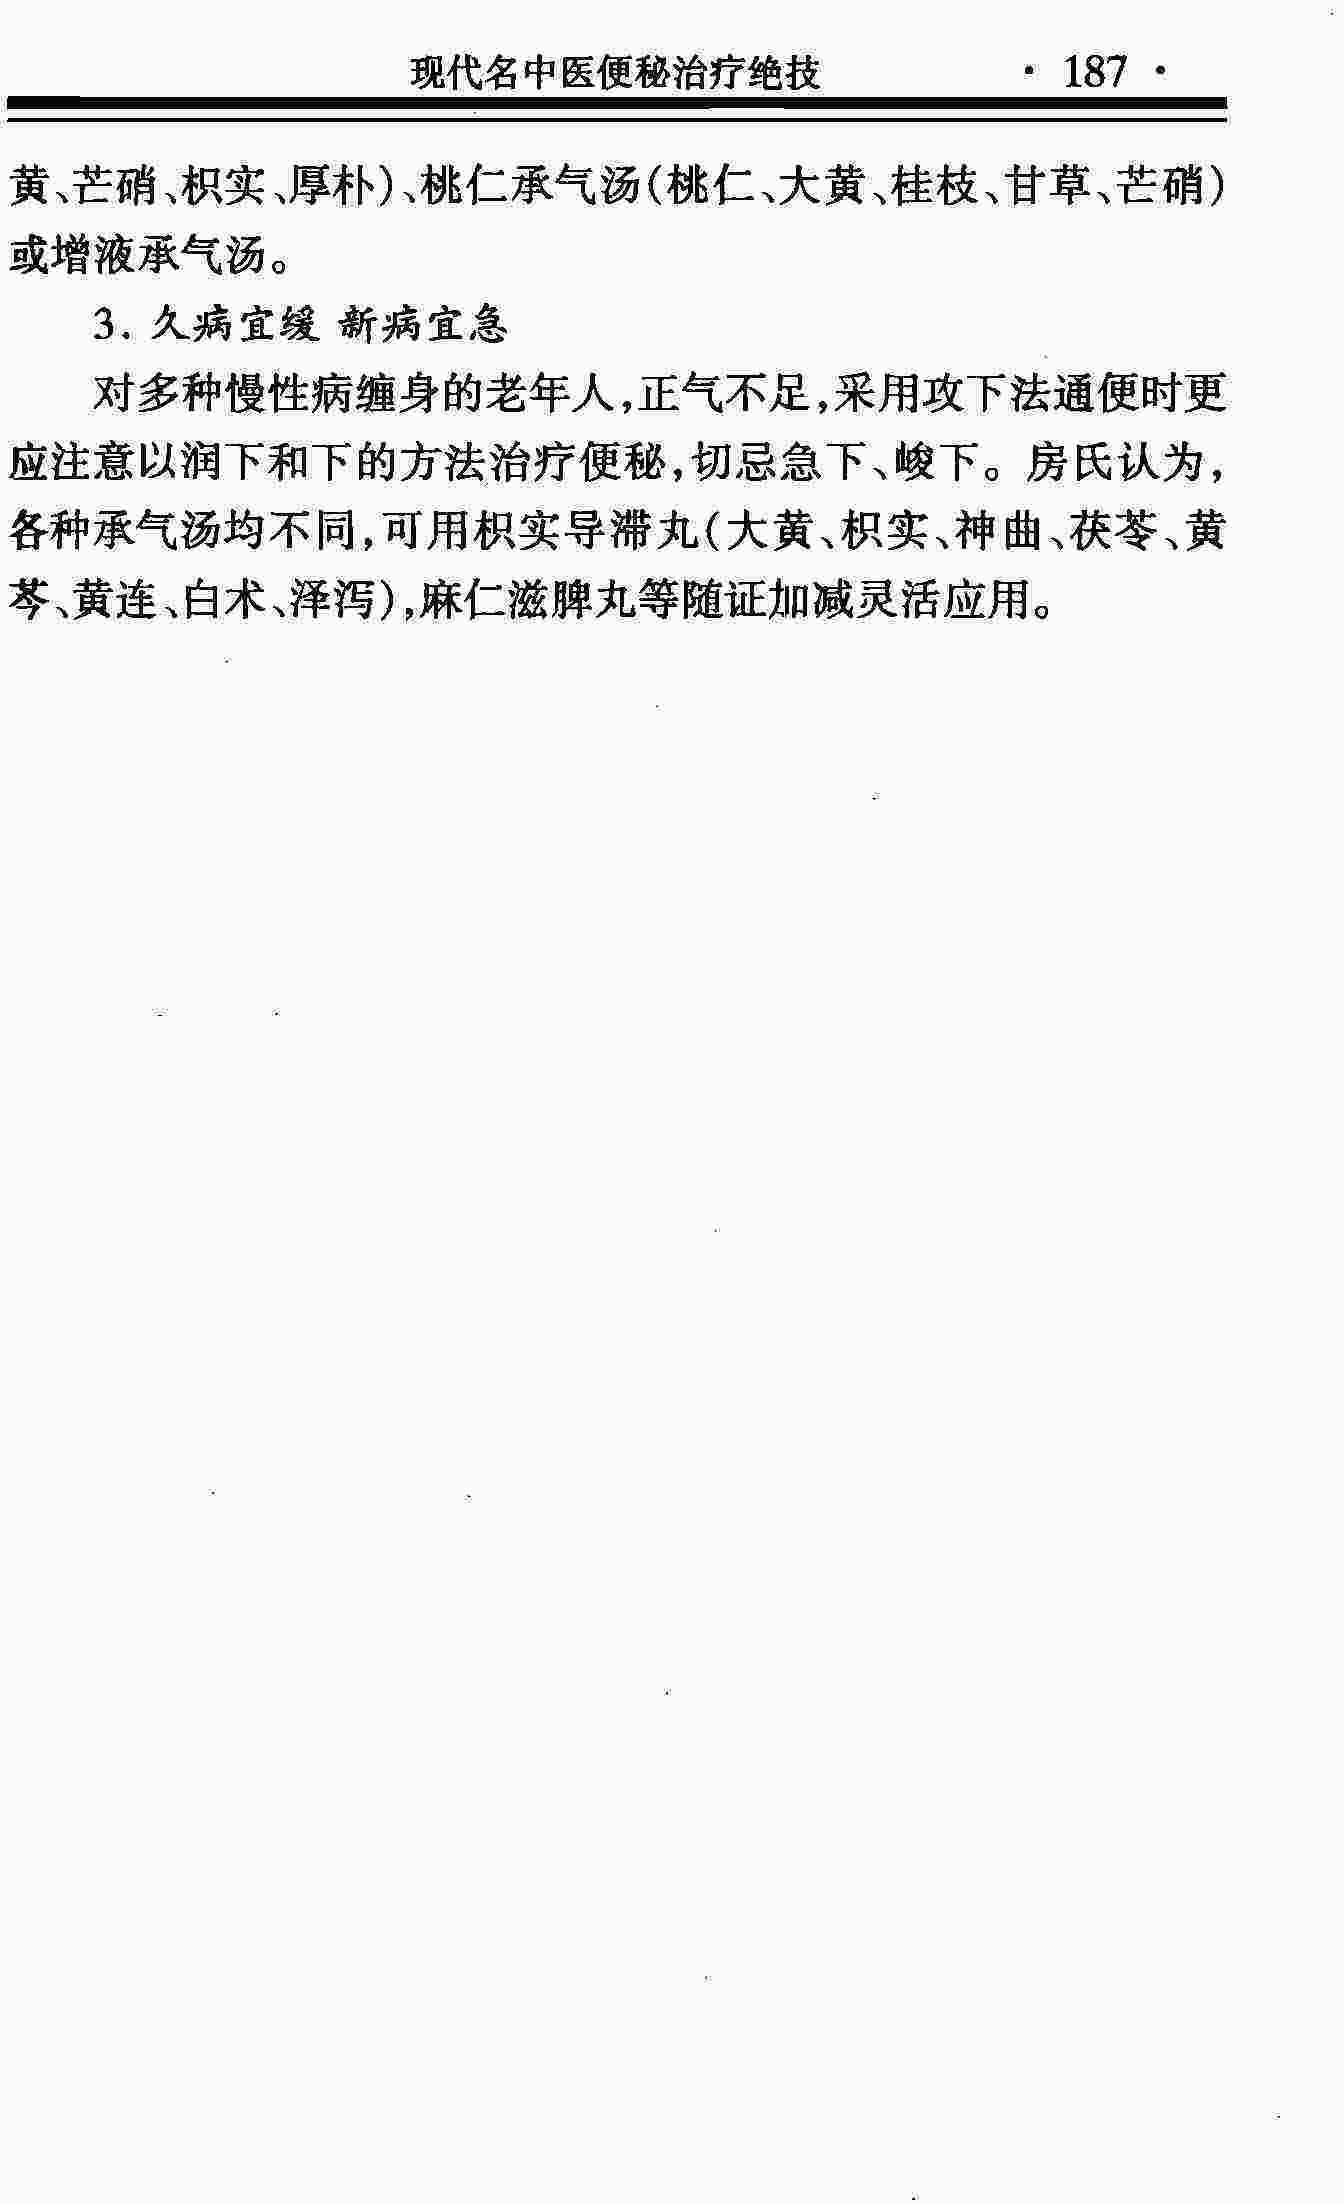 现代名中医便秘治疗绝技 · 187 ·
黄、芒硝、枳实、厚朴)、桃仁承气汤(桃仁、大黄、桂枝、甘草、芒硝)
或增液承气汤。
3. 久病宜缓 新病宜急
对多种慢性病缠身的老年人,正气不足,采用攻下法通便时更
应注意以润下和下的方法治疗便秘,切忌急下、峻下。房氏认为,
各种承气汤均不同,可用枳实导滞丸(大黄、枳实、神曲、茯苓、黄
芩、黄连、白术、泽泻),麻仁滋脾丸等随证加减灵活应用。